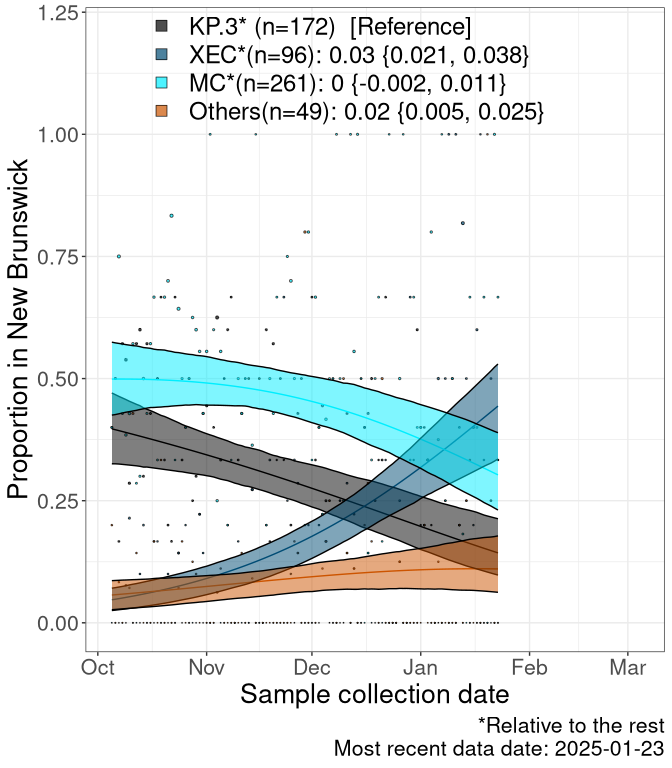 KP.3* (n=172)  [Reference]
XEC*(n=96): 0.03 {0.021, 0.038}
MC*(n=261): 0 {-0.002, 0.011}
Others(n=49): 0.02 {0.005, 0.025}
1.25
1.00
0.75
0.50
0.25
0.00
Proportion in New Brunswick
Oct Nov Dec Jan Feb Mar
Sample collection date
*Relative to the rest
Most recent data date: 2025-01-23